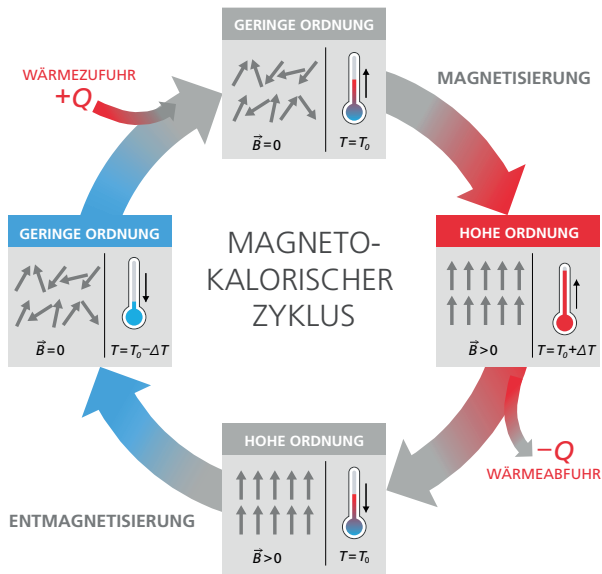 GERINGE ORDNUNG
B⃗=0
T=T₀
WÄRMEZUFUHR
+Q
MAGNETISIERUNG
GERINGE ORDNUNG
B⃗=0
T=T₀−ΔT
MAGNETO-
KALORISCHER
ZYKLUS
HOHE ORDNUNG
B⃗>0
T=T₀+ΔT
−Q
WÄRMEABFUHR
HOHE ORDNUNG
B⃗>0
T=T₀
ENTMAGNETISIERUNG